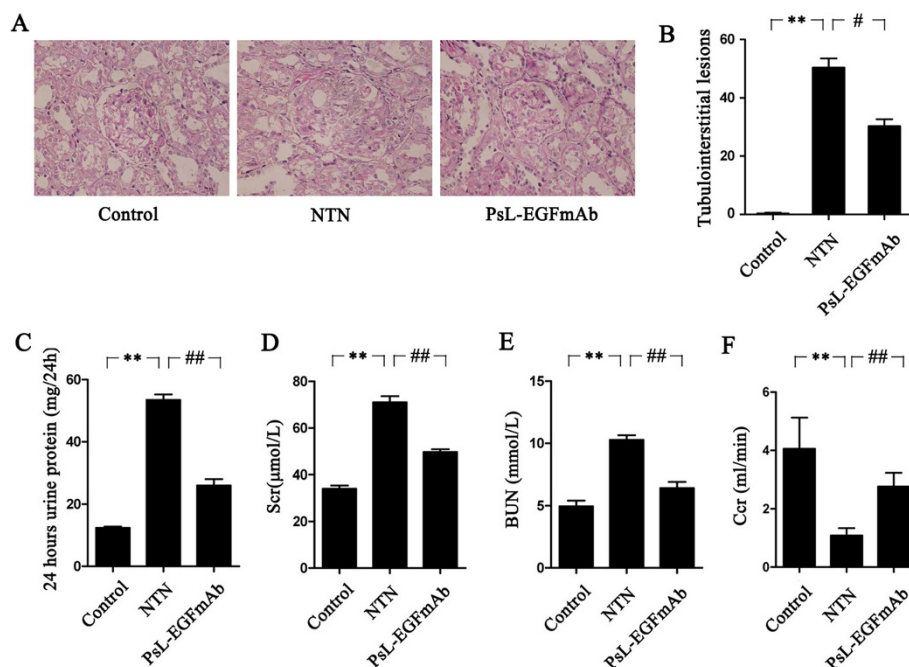 A
Control
NTN
PsL-EGFmAb
B
** #
Tubulointerstitial lesions
60
40
20
0
Control
NTN
PsL-EGFmAb
C
** ##
24 hours urine protein (mg/24h)
60
40
20
0
Control
NTN
PsL-EGFmAb
D
** ##
Scr(μmol/L)
80
60
40
20
0
Control
NTN
PsL-EGFmAb
E
** ##
BUN (mmol/L)
15
10
5
0
Control
NTN
PsL-EGFmAb
F
** ##
Ccr (ml/min)
6
4
2
0
Control
NTN
PsL-EGFmAb